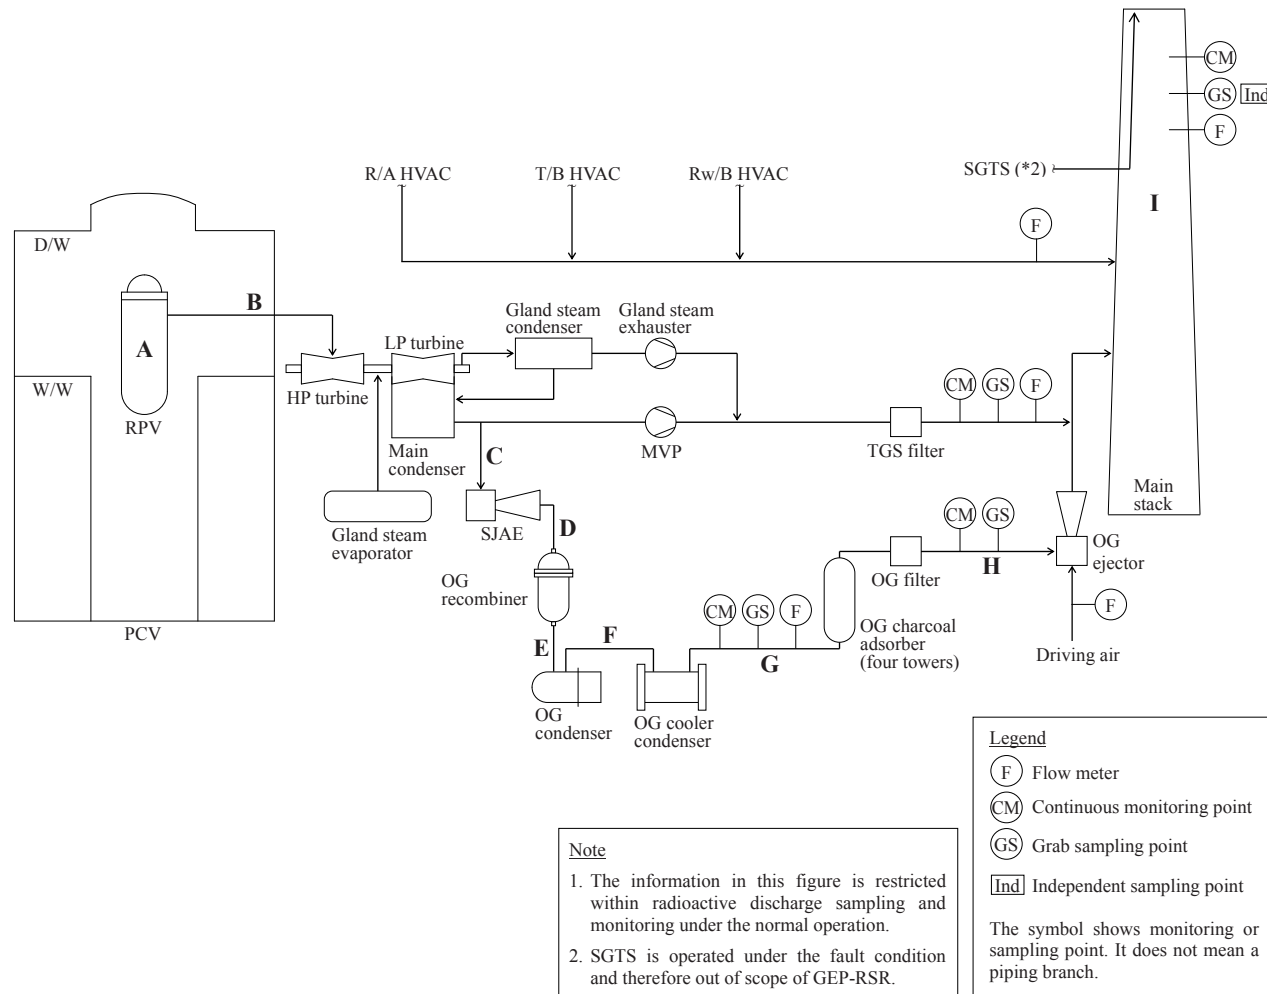 CM
GS Ind
F
R/A HVAC T/B HVAC Rw/B HVAC SGTS (*2)
I
F
D/W
B
A
W/W
RPV
PCV
HP turbine
LP turbine
Gland steam
condenser
Gland steam
exhauster
Main
condenser
MVP
CM GS F
TGS filter
Main
stack
Gland steam
evaporator
C
SJAE
D
OG
recombiner
E
F
OG
condenser
OG cooler
condenser
CM GS F
G
OG charcoal
adsorber
(four towers)
OG filter
CM GS
H
OG
ejector
F
Driving air
Note
1. The information in this figure is restricted
within radioactive discharge sampling and
monitoring under the normal operation.
2. SGTS is operated under the fault condition
and therefore out of scope of GEP-RSR.
Legend
F Flow meter
CM Continuous monitoring point
GS Grab sampling point
Ind Independent sampling point
The symbol shows monitoring or
sampling point. It does not mean a
piping branch.